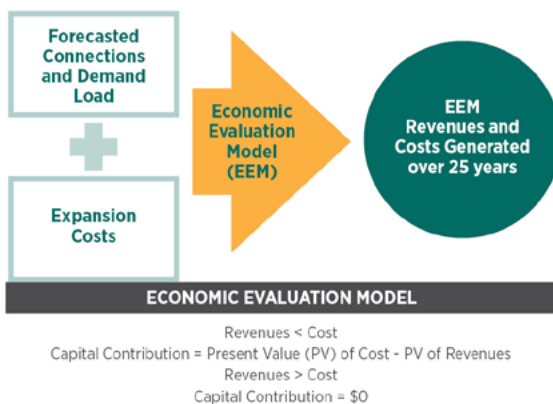 Forecasted
Connections
and Demand
Load
Expansion
Costs
Economic
Evaluation
Model
(EEM)
EEM
Revenues and
Costs Generated
over 25 years
ECONOMIC EVALUATION MODEL
Revenues < Cost
Capital Contribution = Present Value (PV) of Cost - PV of Revenues
Revenues > Cost
Capital Contribution = $0